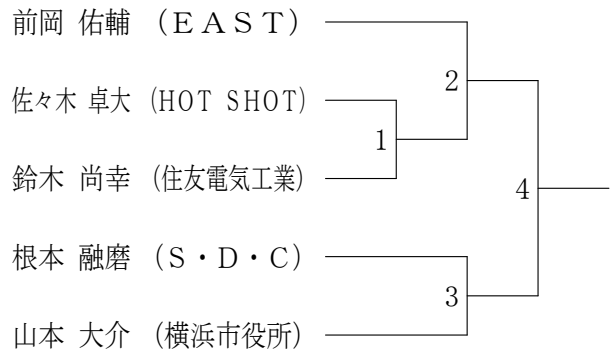 前岡 佑輔 （ＥＡＳＴ）
2
佐々木 卓大 (HOT SHOT)
1
鈴木 尚幸 (住友電気工業)
4
根本 融磨 （Ｓ・Ｄ・Ｃ）
3
山本 大介 (横浜市役所)